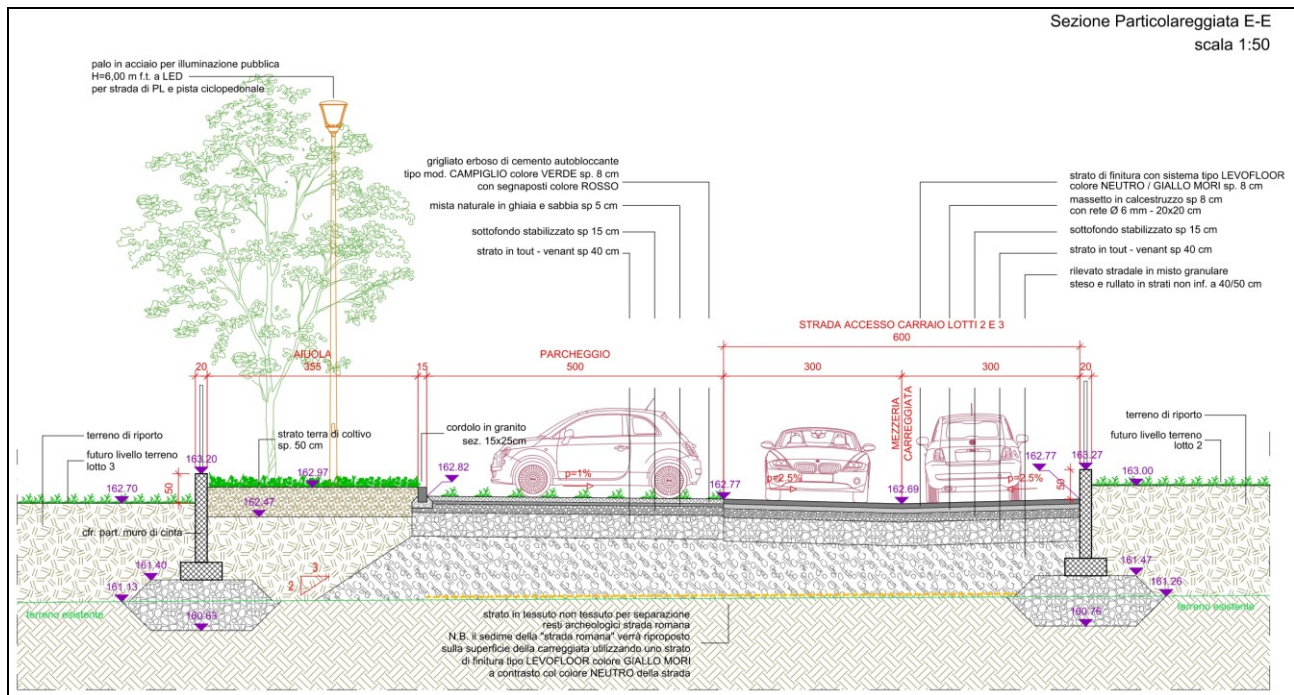 Sezione Particolareggiata E-E
scala 1:50
palo in acciaio per illuminazione pubblica
H=6,00 m f.t. a LED
per strada di PL e pista ciclopedonale
grigliato erboso di cemento autobloccante
tipo mod. CAMPIGLIO colore VERDE sp. 8 cm
con segnaposti colore ROSSO
mista naturale in ghiaia e sabbia sp 5 cm
sottofondo stabilizzato sp 15 cm
strato in tout - venant sp 40 cm
strato di finitura con sistema tipo LEVOFLOOR
colore NEUTRO / GIALLO MORI sp. 8 cm
massetto in calcestruzzo sp 8 cm
con rete Ø 6 mm - 20x20 cm
sottofondo stabilizzato sp 15 cm
strato in tout - venant sp 40 cm
rilevato stradale in misto granulare
steso e rullato in strati non inf. a 40/50 cm
STRADA ACCESSO CARRAIO LOTTI 2 E 3
600
AIUOLA
PARCHEGGIO
20
355
15
500
300
300
20
MEZZERIA
CARREGGIATA
terreno di riporto
futuro livello terreno
lotto 3
strato terra di coltivo
sp. 50 cm
cordolo in granito
sez. 15x25cm
terreno di riporto
futuro livello terreno
lotto 2
163.20
162.97
162.82
p=1%
162.77
p=2.5%
162.69
p=2.5%
162.77
163.27
163.00
162.70
50
162.47
50
cfr. part. muro di cinta
161.40
161.13
160.63
3
2
161.47
161.26
160.76
terreno esistente
terreno esistente
strato in tessuto non tessuto per separazione
resti archeologici strada romana
N.B. il sedime della "strada romana" verrà riproposto
sulla superficie della carreggiata utilizzando uno strato
di finitura tipo LEVOFLOOR colore GIALLO MORI
a contrasto col colore NEUTRO della strada